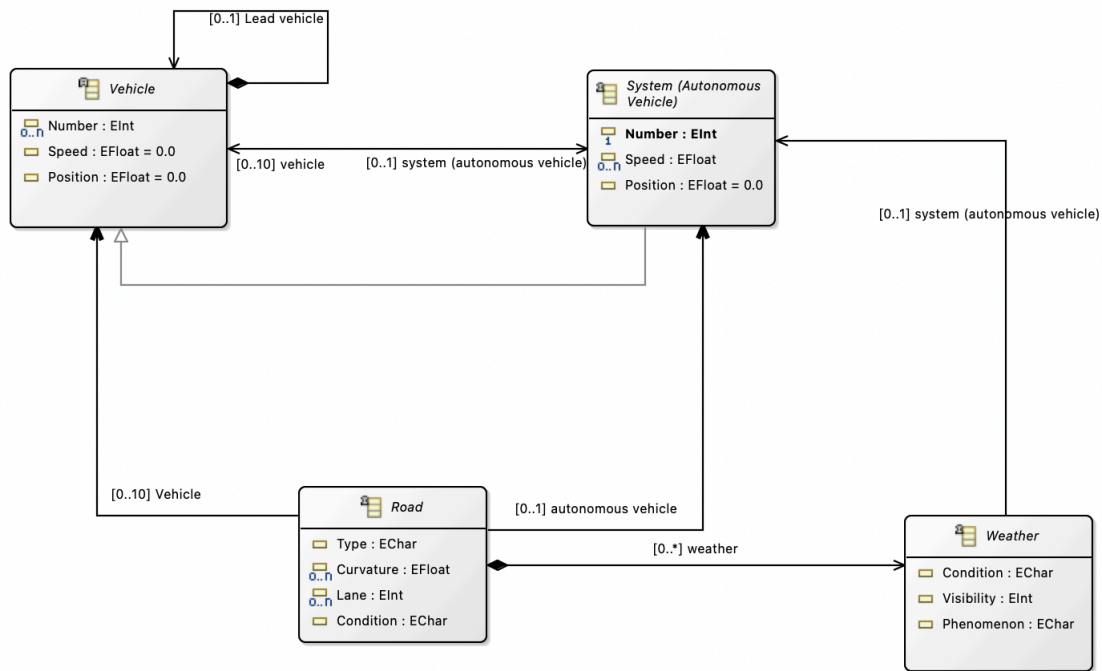 [0..1] Lead vehicle
Vehicle
0..n Number : EInt
Speed : EFloat = 0.0
Position : EFloat = 0.0
[0..10] vehicle
[0..1] system (autonomous vehicle)
System (Autonomous
Vehicle)
1 Number : EInt
0..n Speed : EFloat
Position : EFloat = 0.0
[0..1] system (autonomous vehicle)
[0..10] Vehicle
Road
Type : EChar
0..n Curvature : EFloat
0..n Lane : EInt
Condition : EChar
[0..1] autonomous vehicle
[0..*] weather
Weather
Condition : EChar
Visibility : EInt
Phenomenon : EChar